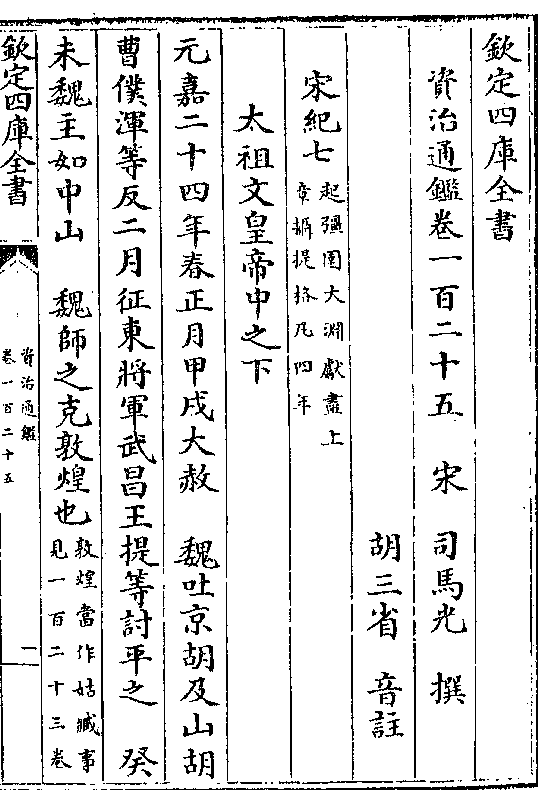 欽定四庫全書
資治通鑑卷一百二十五　宋　司馬光　撰
胡三省　音註
宋紀七起彊圉大淵獻盡上
章攝提格凡四年
太祖文皇帝中之下
元嘉二十四年春正月甲戌大赦　魏吐京胡及山胡
曹僕渾等反二月征東將軍武昌王提等討平之　癸
未魏主如中山　魏師之克敦煌也敦煌當作姑臧事
見一百二十三卷
欽定四庫全書
資治通鑑
卷一百二十五
一